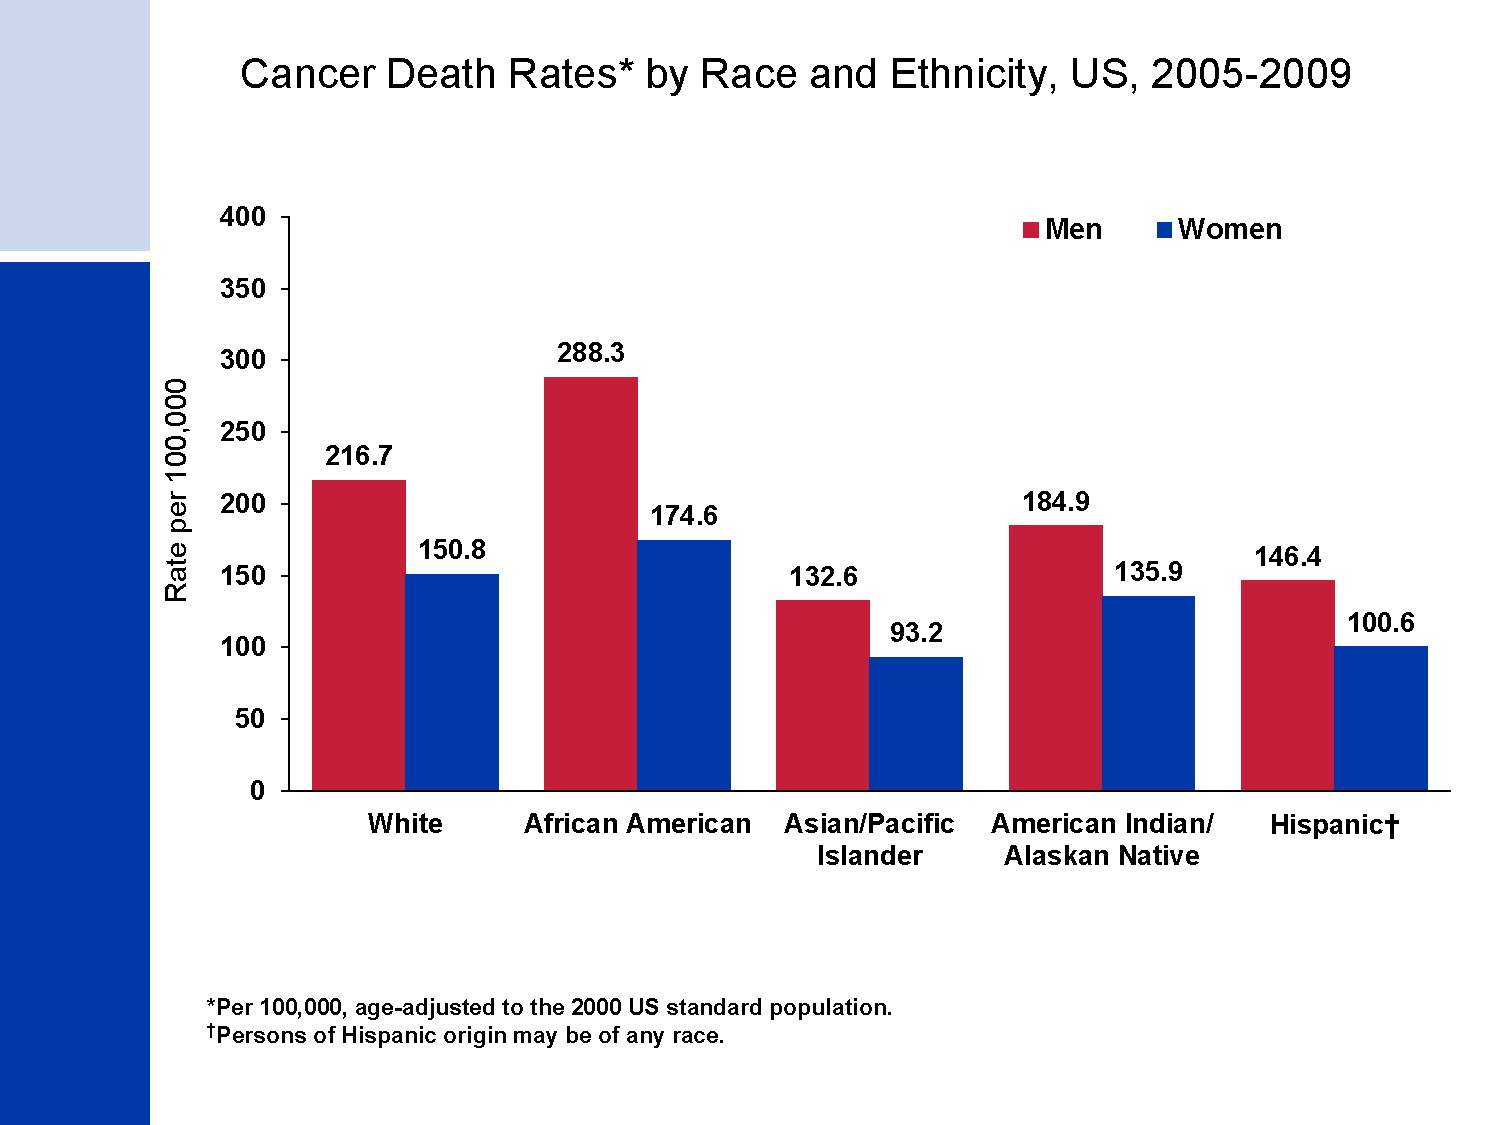 Cancer Death Rates* by Race and Ethnicity, US, 2005-2009
Men
Women
Rate per 100,000
400
350
300
250
200
150
100
50
0
216.7
150.8
288.3
174.6
132.6
93.2
184.9
135.9
146.4
100.6
White
African American
Asian/Pacific
Islander
American Indian/
Alaskan Native
Hispanic†
*Per 100,000, age-adjusted to the 2000 US standard population.
†Persons of Hispanic origin may be of any race.